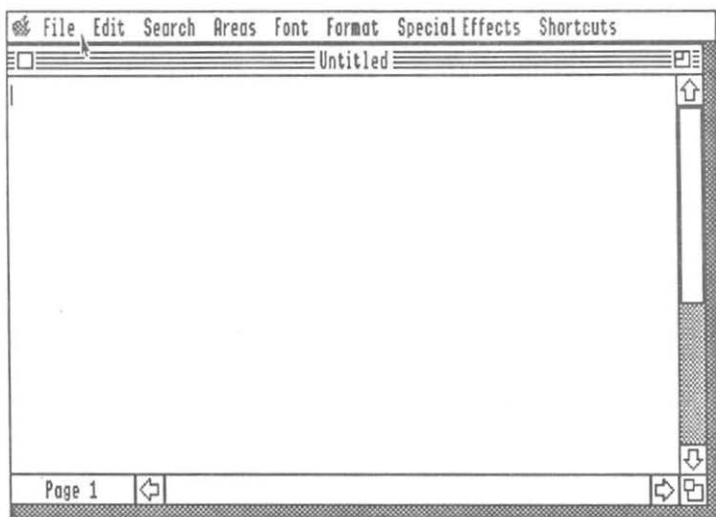 File Edit Search Areas Font Format Special Effects Shortcuts
Untitled
Page 1